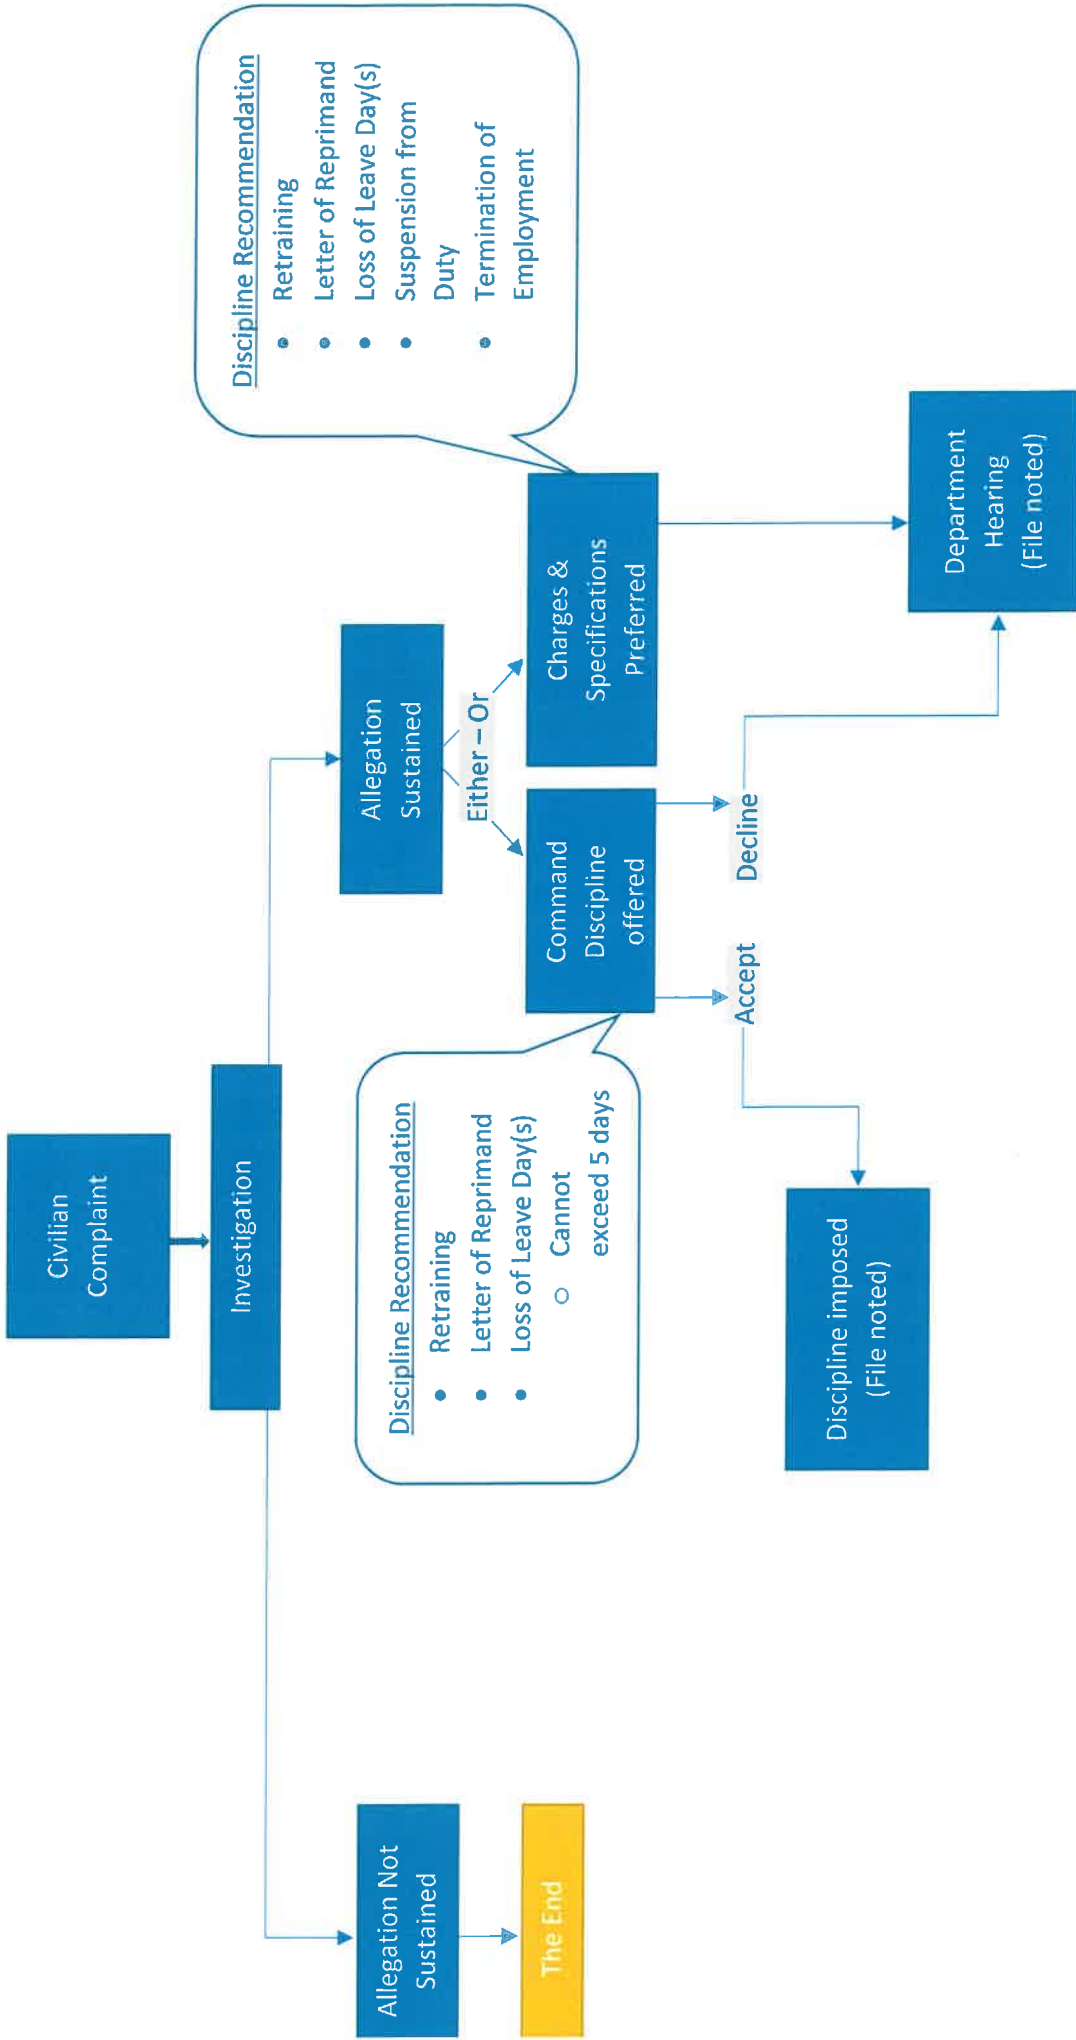 Civilian
Complaint
Investigation
Allegation Not
Sustained
The End
Allegation
Sustained
Either – Or
Command
Discipline
offered
Charges &
Specifications
Preferred
Discipline Recommendation
• Retraining
• Letter of Reprimand
• Loss of Leave Day(s)
○ Cannot
exceed 5 days
Discipline Recommendation
• Retraining
• Letter of Reprimand
• Loss of Leave Day(s)
• Suspension from
Duty
• Termination of
Employment
Accept
Decline
Discipline imposed
(File noted)
Department
Hearing
(File noted)